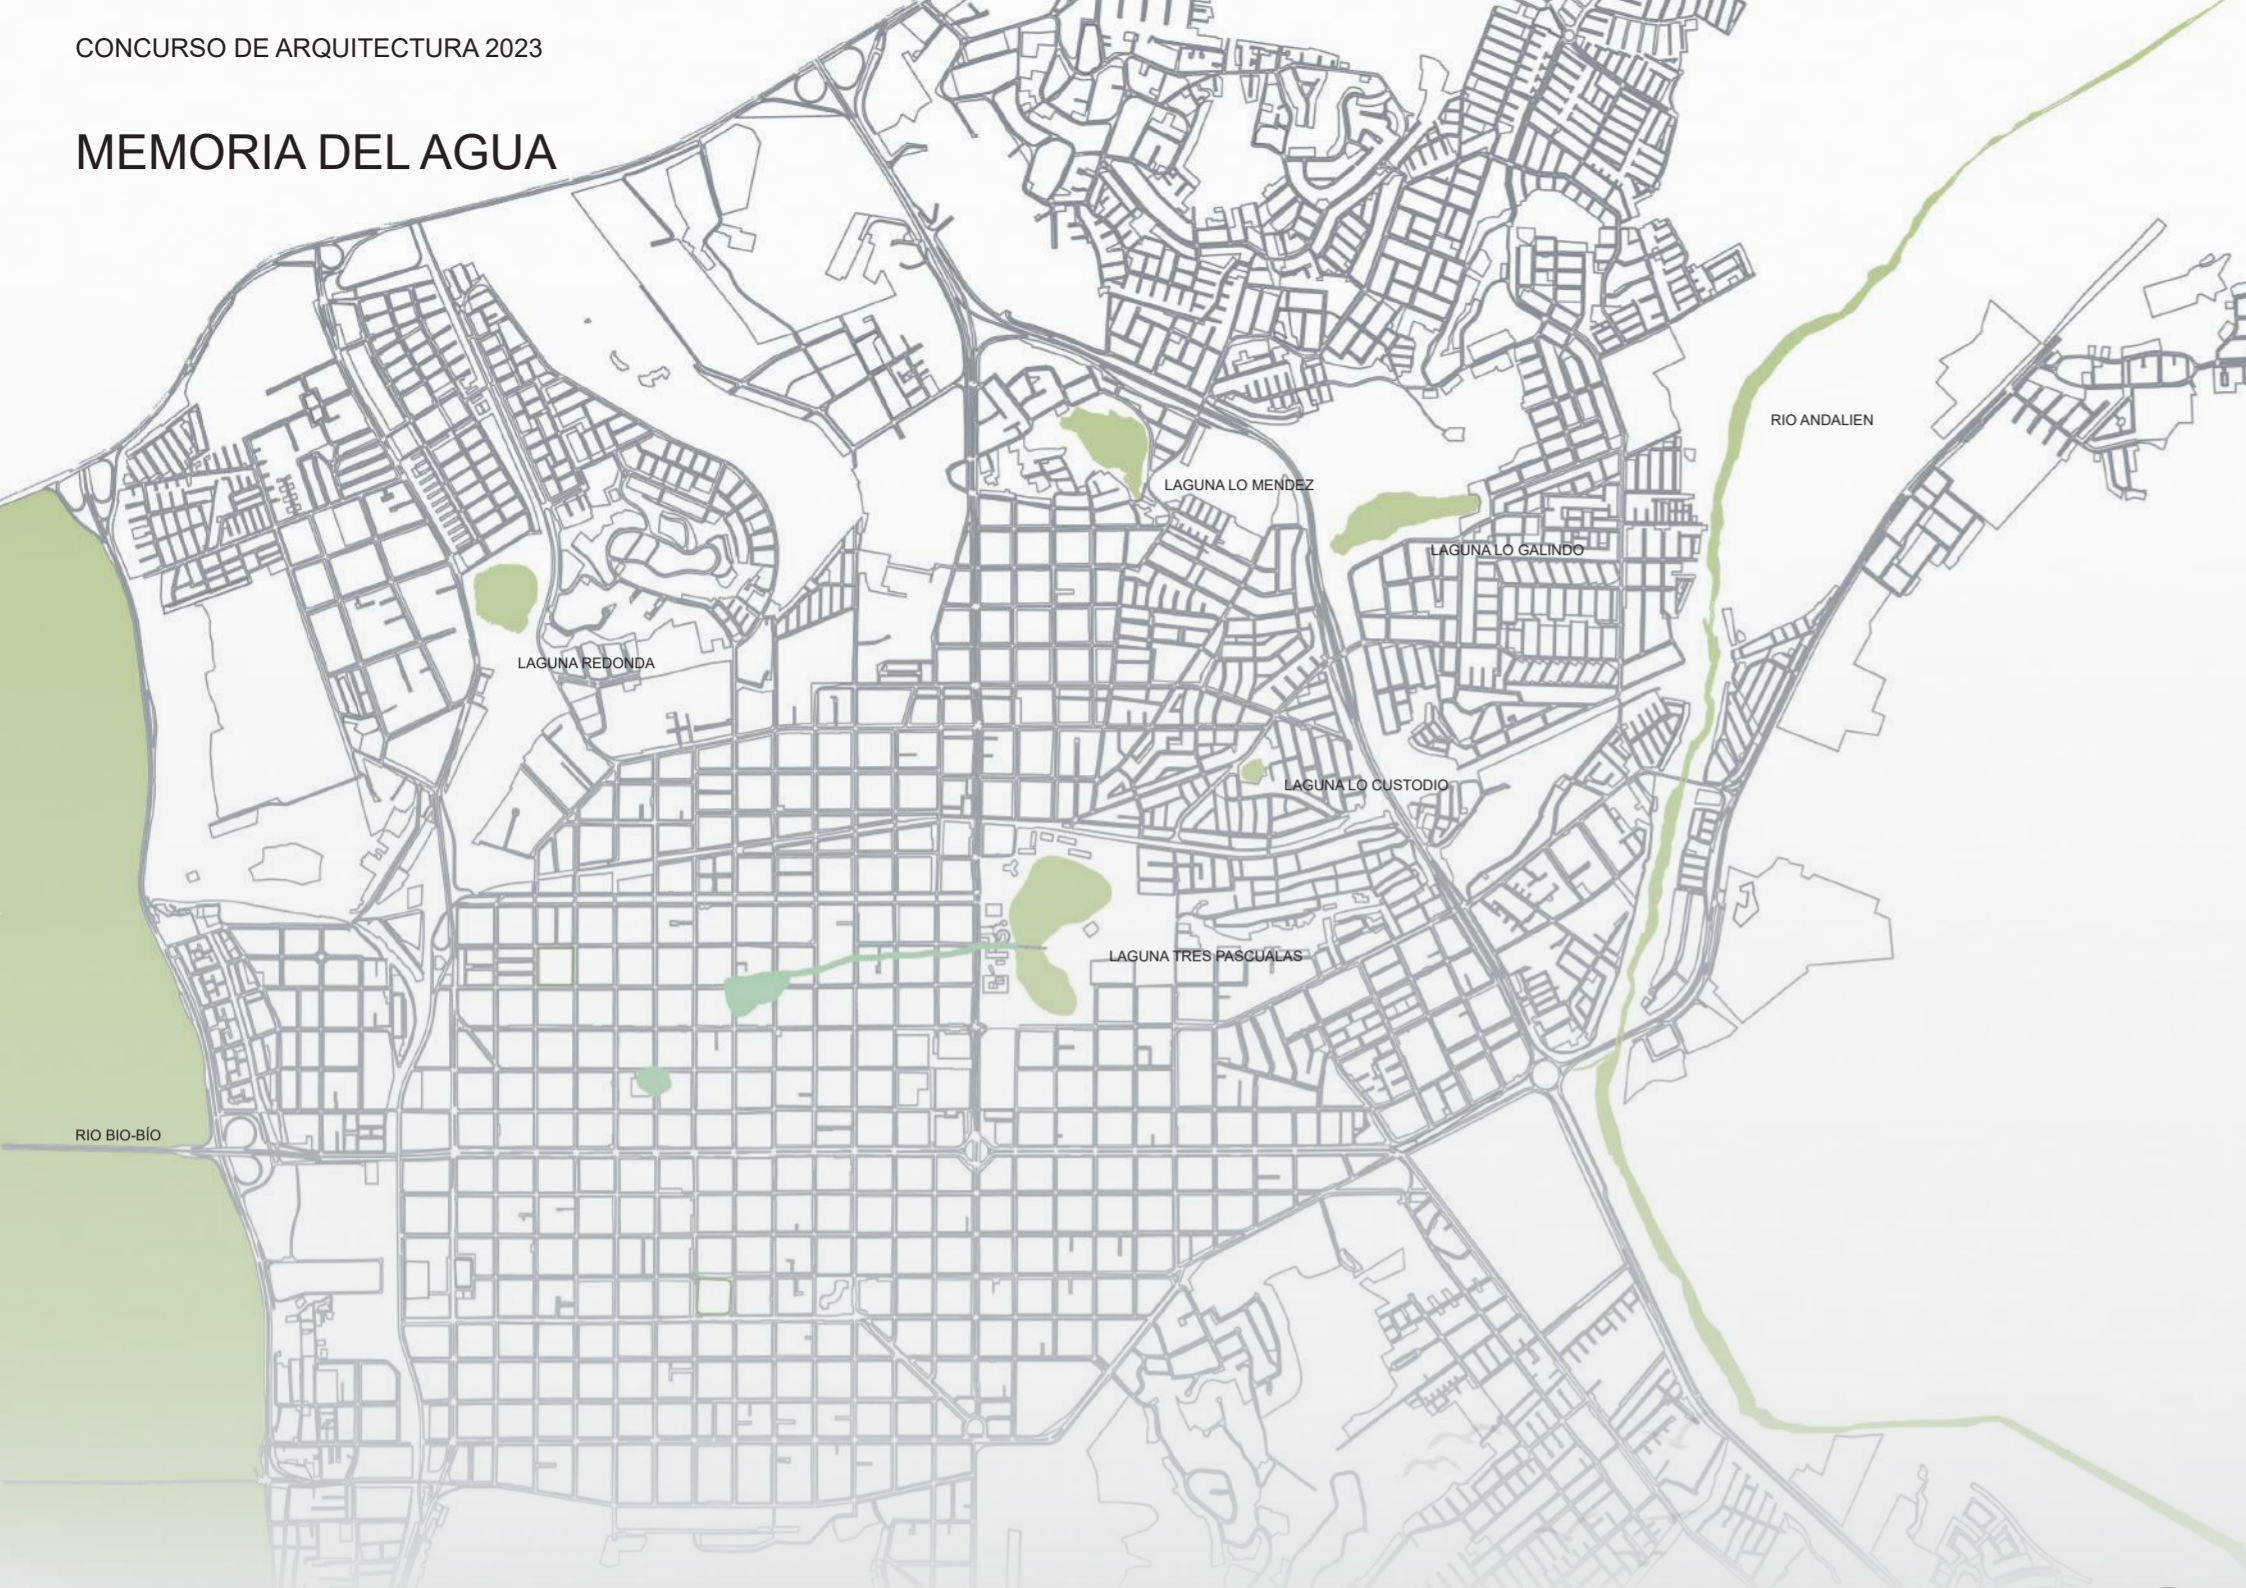 CONCURSO DE ARQUITECTURA 2023
MEMORIA DEL AGUA
RIO ANDALIEN
LAGUNA LO MENDEZ
LAGUNA LO GALINDO
LAGUNA REDONDA
LAGUNA LO CUSTODIO
LAGUNA TRES PASCUALAS
RIO BIO-BÍO